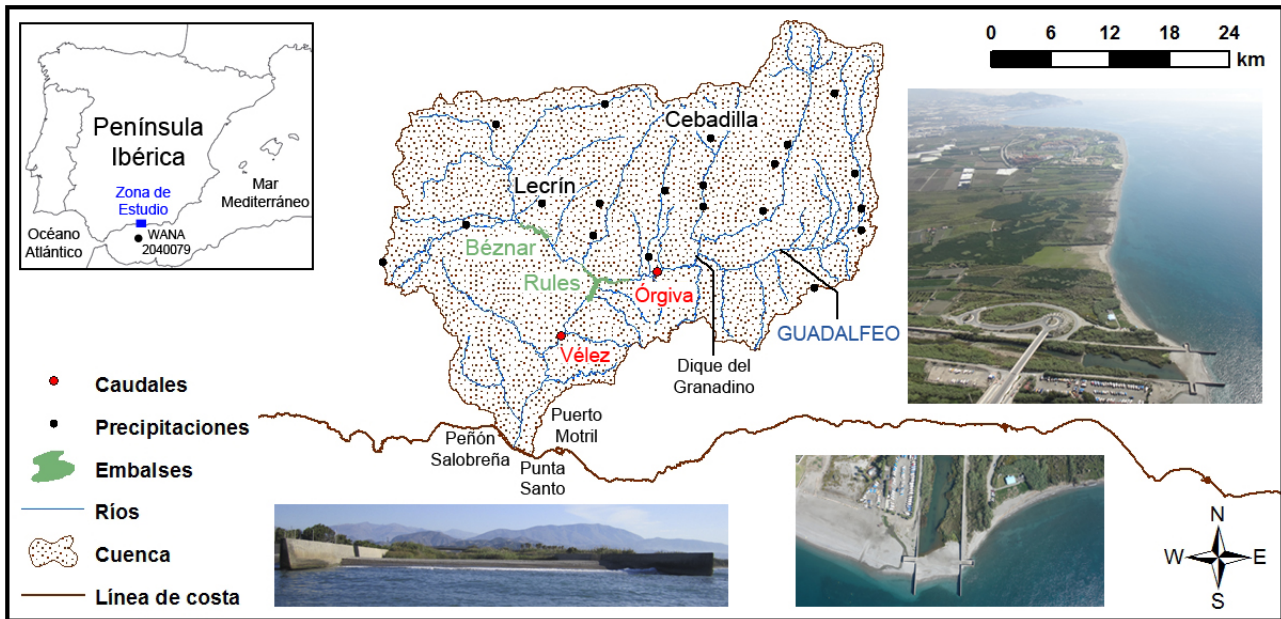 Península
Ibérica
Zona de
Estudio
Mar
Mediterráneo
Océano
Atlántico
WANA
2040079
0 6 12 18 24
km
Cebadilla
Lecrín
Béznar
Rules
Órgiva
GUADALFEO
Vélez
Dique del
Granadino
Puerto
Motril
Peñón
Salobreña
Punta
Santo
Caudales
Precipitaciones
Embalses
Ríos
Cuenca
Línea de costa
N
W E
S